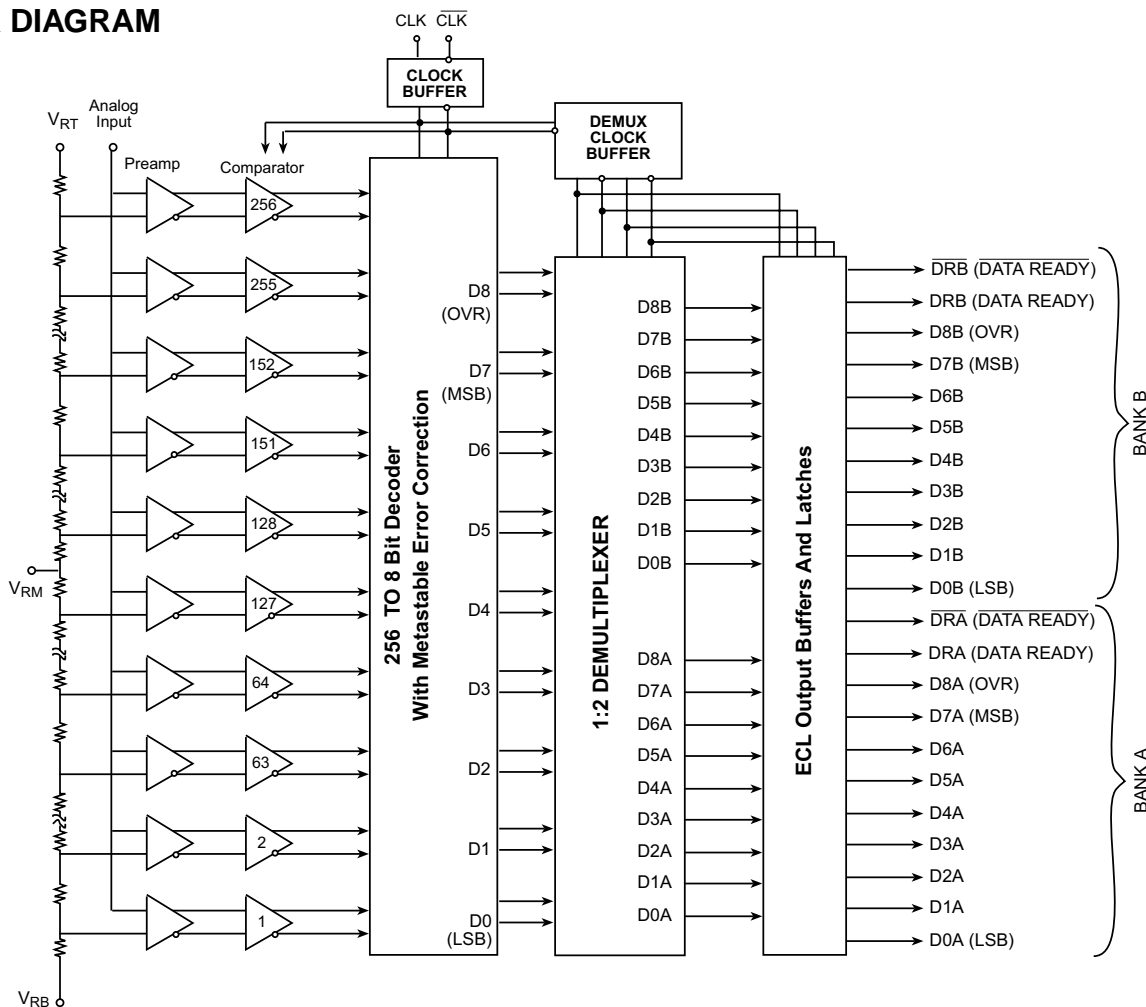 DIAGRAM
CLK
CLK
CLOCK
BUFFER
DEMUX
CLOCK
BUFFER
VRT
Analog
Input
Preamp
Comparator
256
255
152
151
128
127
64
63
2
1
VRM
VRB
256 TO 8 Bit Decoder
With Metastable Error Correction
D8
(OVR)
D7
(MSB)
D6
D5
D4
D3
D2
D1
D0
(LSB)
1:2 DEMULTIPLEXER
D8B
D7B
D6B
D5B
D4B
D3B
D2B
D1B
D0B
D8A
D7A
D6A
D5A
D4A
D3A
D2A
D1A
D0A
ECL Output Buffers And Latches
DRB (DATA READY)
DRB (DATA READY)
D8B (OVR)
D7B (MSB)
D6B
D5B
D4B
D3B
D2B
D1B
D0B (LSB)
DRA (DATA READY)
DRA (DATA READY)
D8A (OVR)
D7A (MSB)
D6A
D5A
D4A
D3A
D2A
D1A
D0A (LSB)
BANK B
BANK A